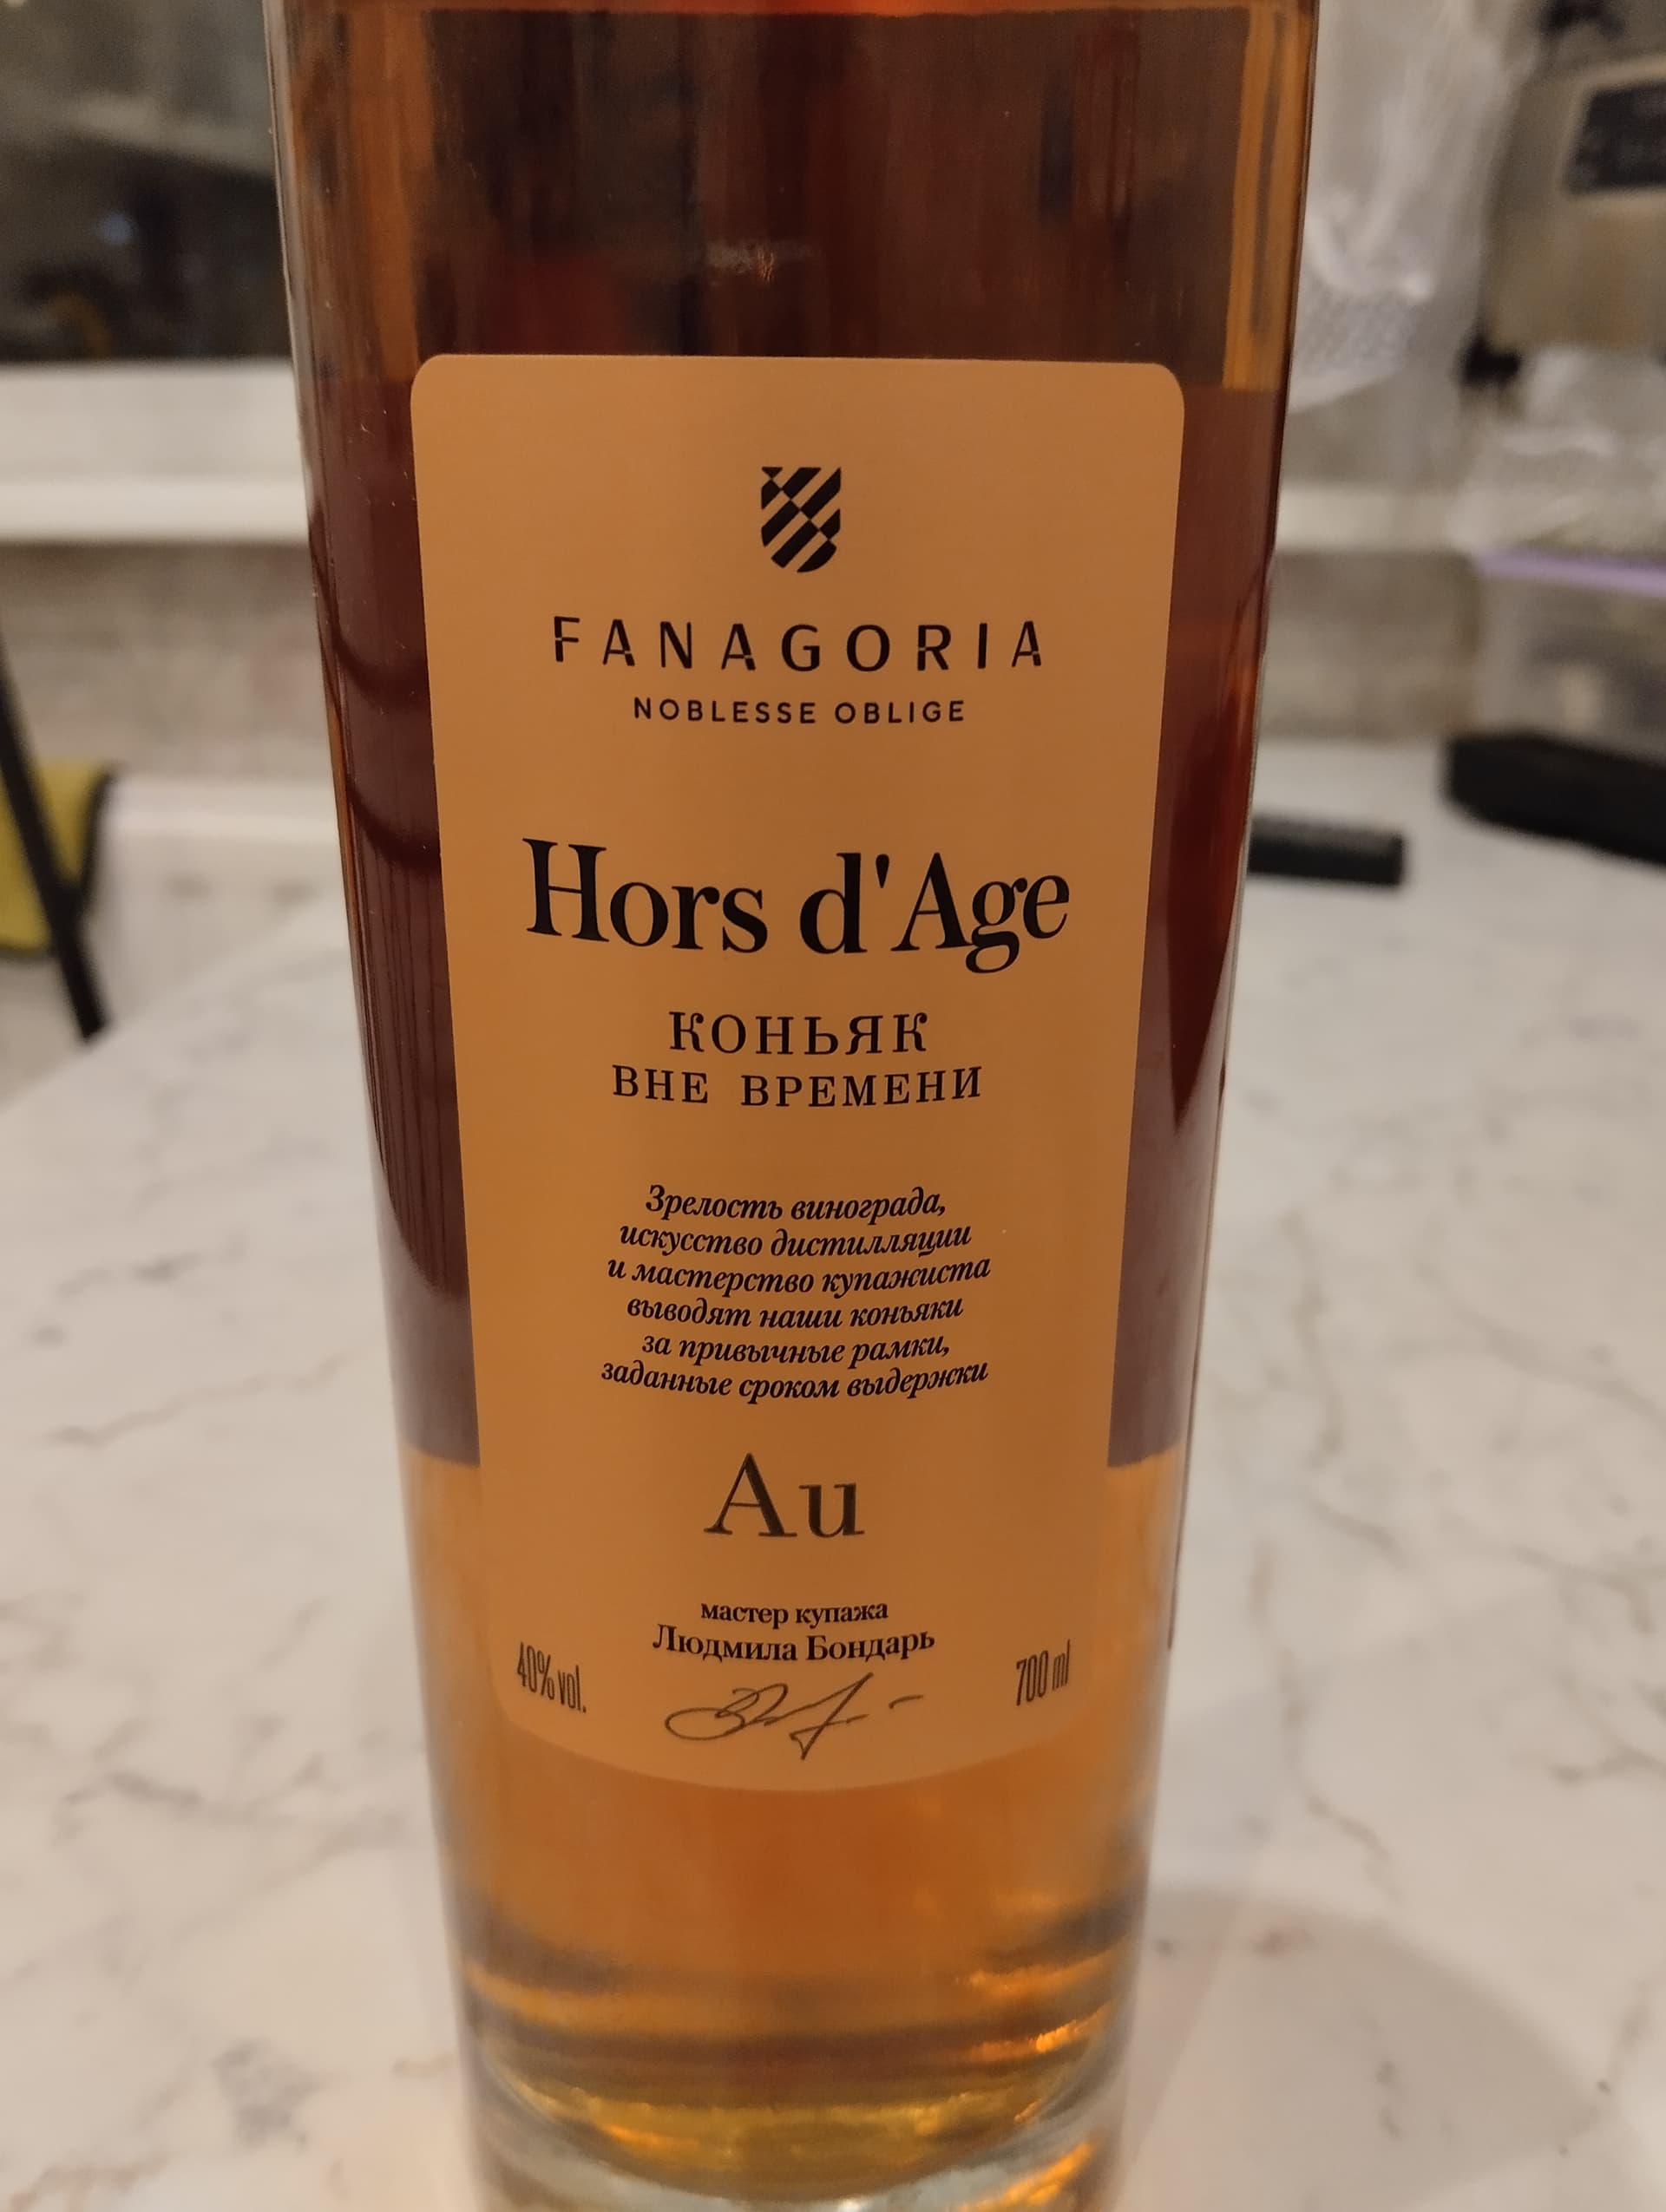 FANAGORIA
NOBLESSE OBLIGE
Hors d'Age
КОНЬЯК
ВНЕ ВРЕМЕНИ
Зрелость винограда,
искусство дистилляции
и мастерство купажиста
выводят наши коньяки
за привычные рамки,
заданные сроком выдержки
Au
мастер купажа
Людмила Бондарь
40% vol.
700 ml